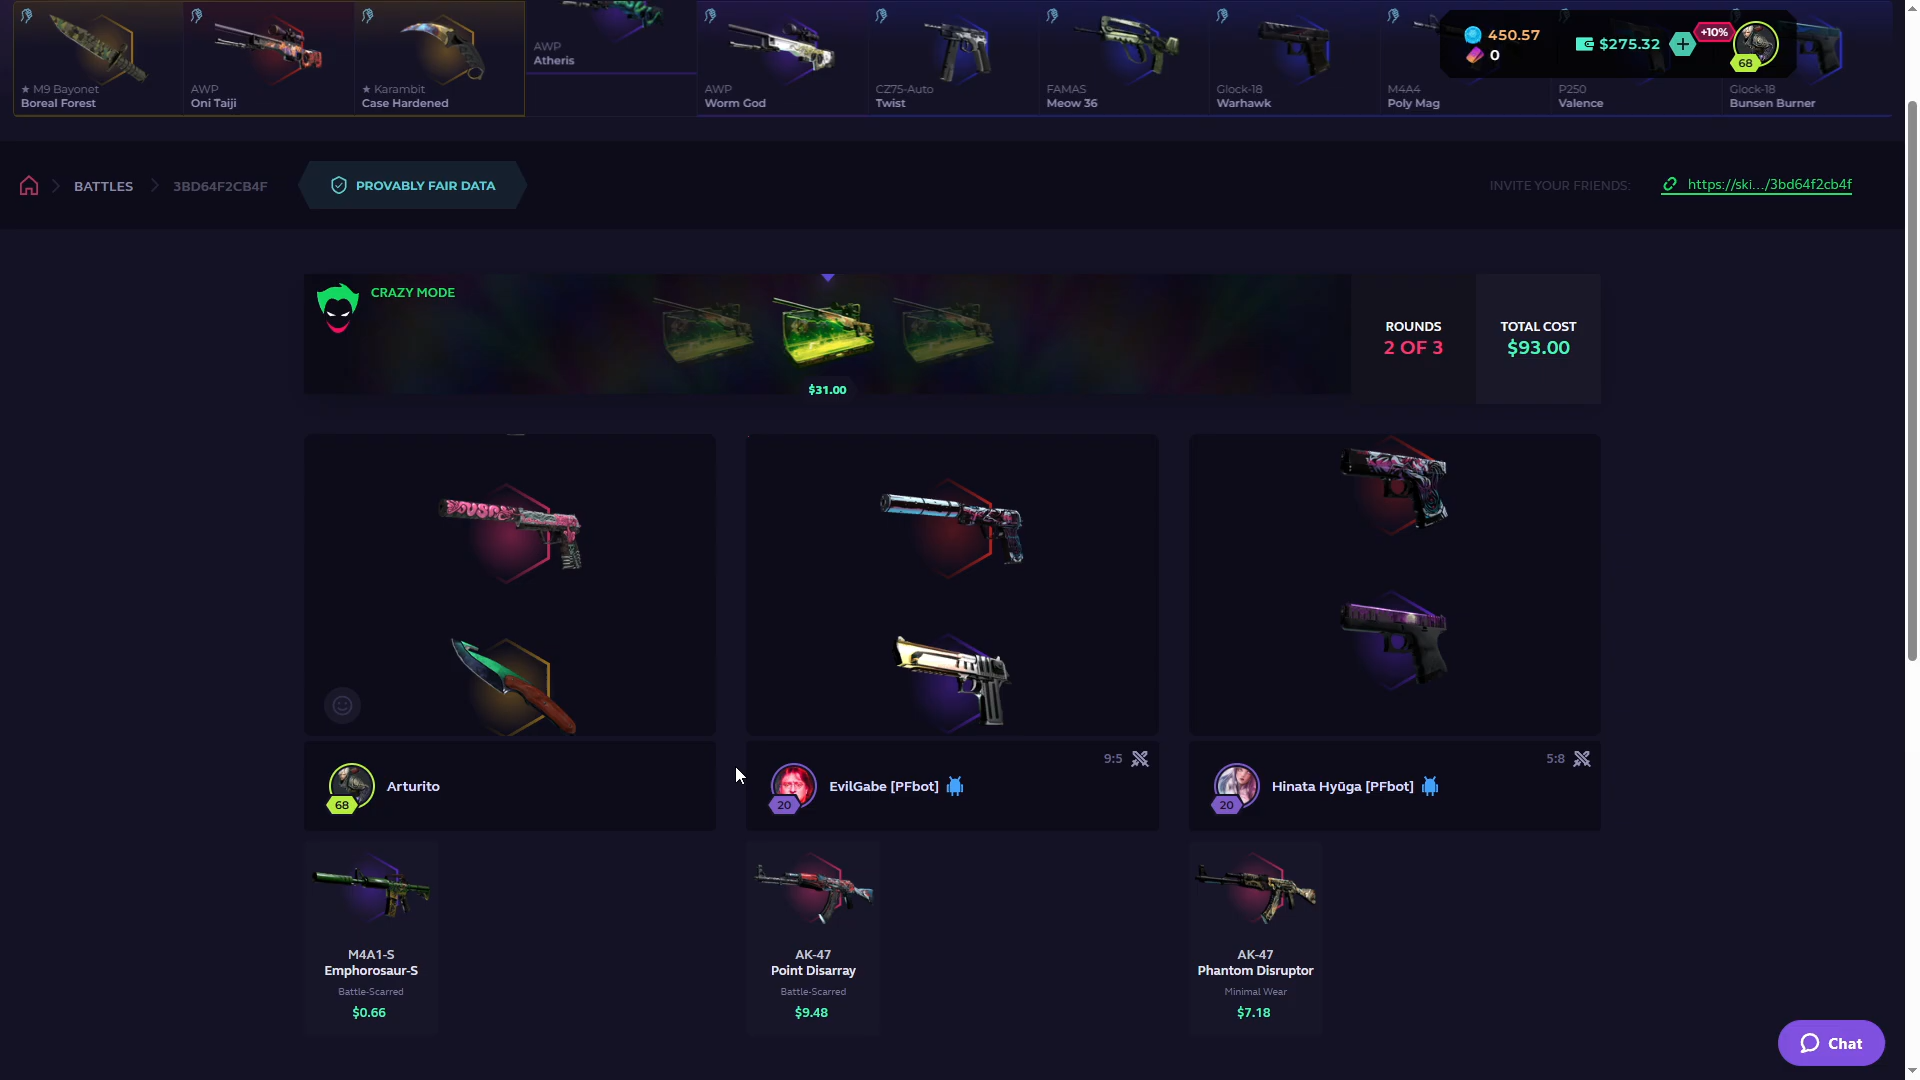 ★ M9 Bayonet
Boreal Forest
AWP
Oni Taiji
★ Karambit
Case Hardened
AWP
Atheris
AWP
Worm God
CZ75-Auto
Twist
FAMAS
Meow 36
Glock-18
Warhawk
M4A4
Poly Mag
P250
Valence
Glock-18
Bunsen Burner
450.57
0
$275.32
+10%
68
BATTLES
3BD64F2CB4F
PROVABLY FAIR DATA
INVITE YOUR FRIENDS:
https://ski.../3bd64f2cb4f
CRAZY MODE
$31.00
ROUNDS
2 OF 3
TOTAL COST
$93.00
68
Arturito
20
EvilGabe [PFbot]
9:5
20
Hinata Hyūga [PFbot]
5:8
M4A1-S
Emphorosaur-S
Battle-Scarred
$0.66
AK-47
Point Disarray
Battle-Scarred
$9.48
AK-47
Phantom Disruptor
Minimal Wear
$7.18
Chat